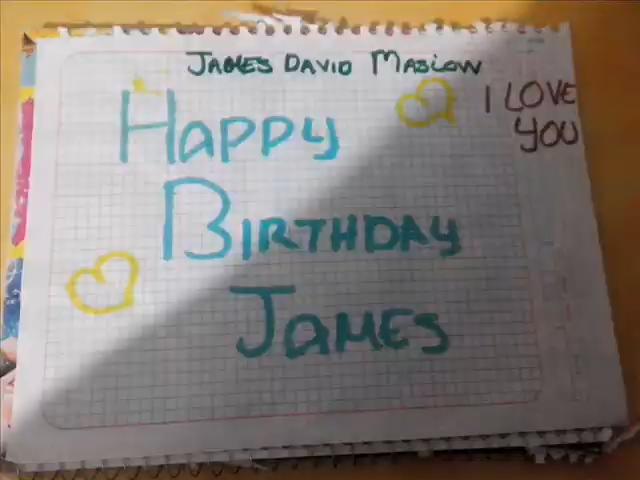 JAMES DAVID MASLOW
I LOVE
YOU
HAPPY
BIRTHDAY
JAMES